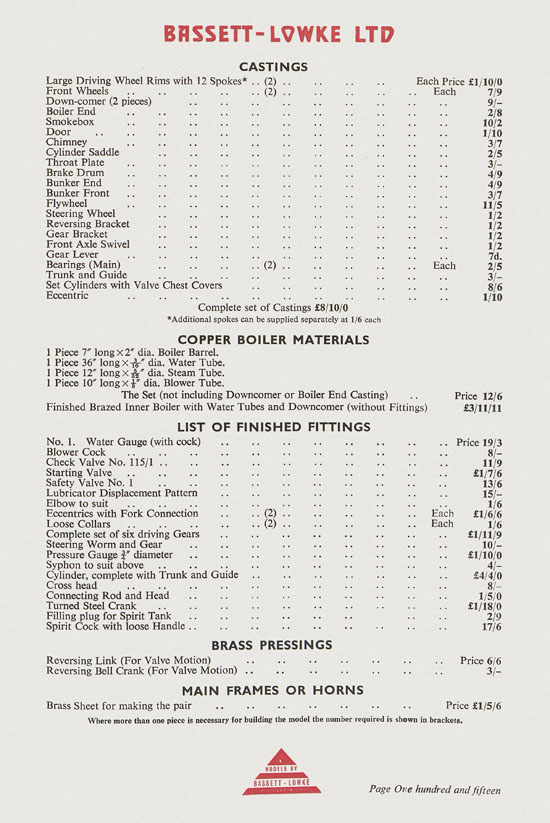 BASSETT-LOWKE LTD
CASTINGS
Large Driving Wheel Rims with 12 Spokes* .. (2) .. .. .. .. Each Price £1/10/0
Front Wheels .. .. .. .. .. (2) .. .. .. .. .. Each 7/9
Down-comer (2 pieces) .. .. .. .. .. .. .. .. .. .. 9/–
Boiler End .. .. .. .. .. .. .. .. .. .. .. 2/8
Smokebox .. .. .. .. .. .. .. .. .. .. .. 10/2
Door .. .. .. .. .. .. .. .. .. .. .. .. 1/10
Chimney .. .. .. .. .. .. .. .. .. .. .. 3/7
Cylinder Saddle .. .. .. .. .. .. .. .. .. .. 2/5
Throat Plate .. .. .. .. .. .. .. .. .. .. .. 3/–
Brake Drum .. .. .. .. .. .. .. .. .. .. .. 4/9
Bunker End .. .. .. .. .. .. .. .. .. .. .. 4/9
Bunker Front .. .. .. .. .. .. .. .. .. .. .. 3/7
Flywheel .. .. .. .. .. .. .. .. .. .. .. 11/5
Steering Wheel .. .. .. .. .. .. .. .. .. .. 1/2
Reversing Bracket .. .. .. .. .. .. .. .. .. .. 1/2
Gear Bracket .. .. .. .. .. .. .. .. .. .. .. 1/2
Front Axle Swivel .. .. .. .. .. .. .. .. .. .. 1/2
Gear Lever .. .. .. .. .. .. .. .. .. .. .. 7d.
Bearings (Main) .. .. .. .. (2) .. .. .. .. .. Each 2/5
Trunk and Guide .. .. .. .. .. .. .. .. .. .. 3/–
Set Cylinders with Valve Chest Covers .. .. .. .. .. .. .. .. 8/6
Eccentric .. .. .. .. .. .. .. .. .. .. .. 1/10
Complete set of Castings £8/10/0
*Additional spokes can be supplied separately at 1/6 each
COPPER BOILER MATERIALS
1 Piece 7″ long×2″ dia. Boiler Barrel.
1 Piece 36″ long× dia. Water Tube.
1 Piece 12″ long× dia. Steam Tube.
1 Piece 10″ long× dia. Blower Tube.
The Set (not including Downcomer or Boiler End Casting) .. Price 12/6
Finished Brazed Inner Boiler with Water Tubes and Downcomer (without Fittings) £3/11/11
LIST OF FINISHED FITTINGS
No. 1. Water Gauge (with cock) .. .. .. .. .. .. .. .. Price 19/3
Blower Cock .. .. .. .. .. .. .. .. .. .. .. 8/–
Check Valve No. 115/1 .. .. .. .. .. .. .. .. .. .. 11/9
Starting Valve .. .. .. .. .. .. .. .. .. .. .. £1/7/6
Safety Valve No. 1 .. .. .. .. .. .. .. .. .. .. 13/6
Lubricator Displacement Pattern .. .. .. .. .. .. .. .. 15/–
Elbow to suit .. .. .. .. .. .. .. .. .. .. .. 1/6
Eccentrics with Fork Connection .. (2) .. .. .. .. .. Each £1/6/6
Loose Collars .. .. .. .. .. (2) .. .. .. .. .. Each 1/6
Complete set of six driving Gears .. .. .. .. .. .. .. .. £1/11/9
Steering Worm and Gear .. .. .. .. .. .. .. .. .. 10/–
Pressure Gauge ¾″ diameter .. .. .. .. .. .. .. .. .. £1/10/0
Syphon to suit above .. .. .. .. .. .. .. .. .. .. 4/–
Cylinder, complete with Trunk and Guide .. .. .. .. .. .. .. £4/4/0
Cross head .. .. .. .. .. .. .. .. .. .. .. 8/–
Connecting Rod and Head .. .. .. .. .. .. .. .. .. 1/5/0
Turned Steel Crank .. .. .. .. .. .. .. .. .. .. £1/18/0
Filling plug for Spirit Tank .. .. .. .. .. .. .. .. .. 2/9
Spirit Cock with loose Handle .. .. .. .. .. .. .. .. .. 17/6
BRASS PRESSINGS
Reversing Link (For Valve Motion) .. .. .. .. .. .. .. Price 6/6
Reversing Bell Crank (For Valve Motion) .. .. .. .. .. .. .. 3/–
MAIN FRAMES OR HORNS
Brass Sheet for making the pair .. .. .. .. .. .. .. Price £1/5/6
Where more than one piece is necessary for building the model the number required is shown in brackets.
MODELS BY
BASSETT-LOWKE
Page One hundred and fifteen